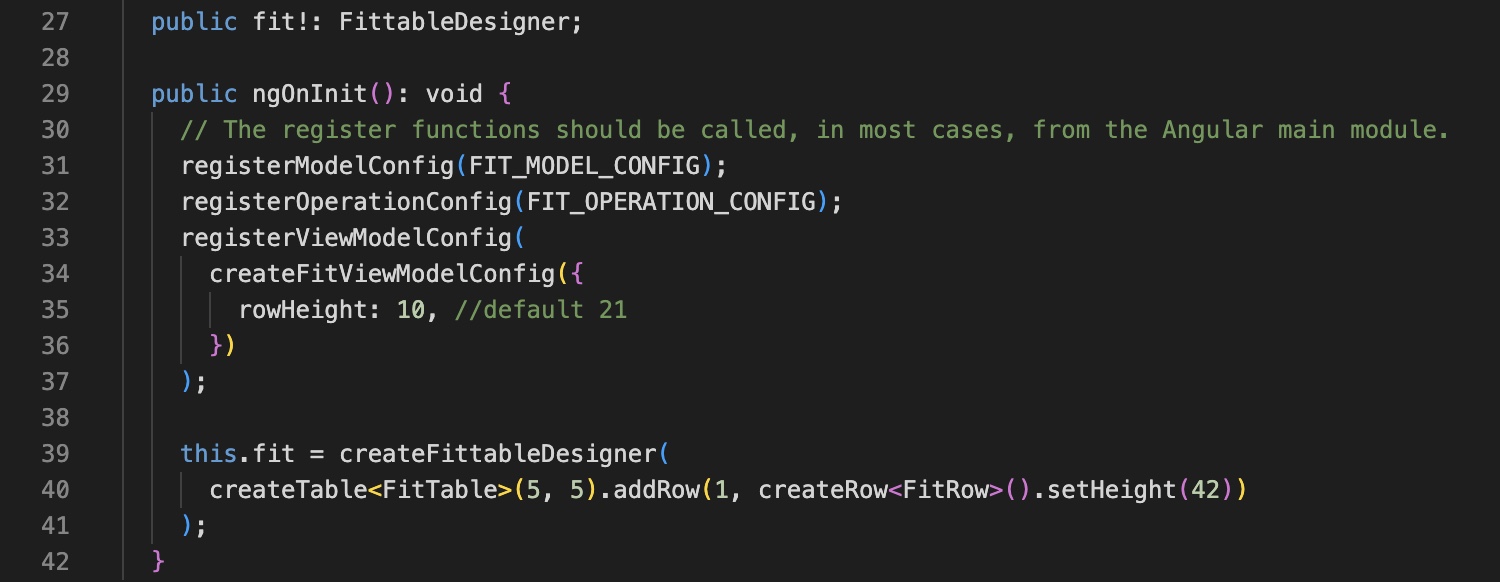 27 public fit!: FittableDesigner;
28
29 public ngOnInit(): void {
30 // The register functions should be called, in most cases, from the Angular main module.
31 registerModelConfig(FIT_MODEL_CONFIG);
32 registerOperationConfig(FIT_OPERATION_CONFIG);
33 registerViewModelConfig(
34 createFitViewModelConfig({
35 rowHeight: 10, //default 21
36 })
37 );
38
39 this.fit = createFittableDesigner(
40 createTable<FitTable>(5, 5).addRow(1, createRow<FitRow>().setHeight(42))
41 );
42 }